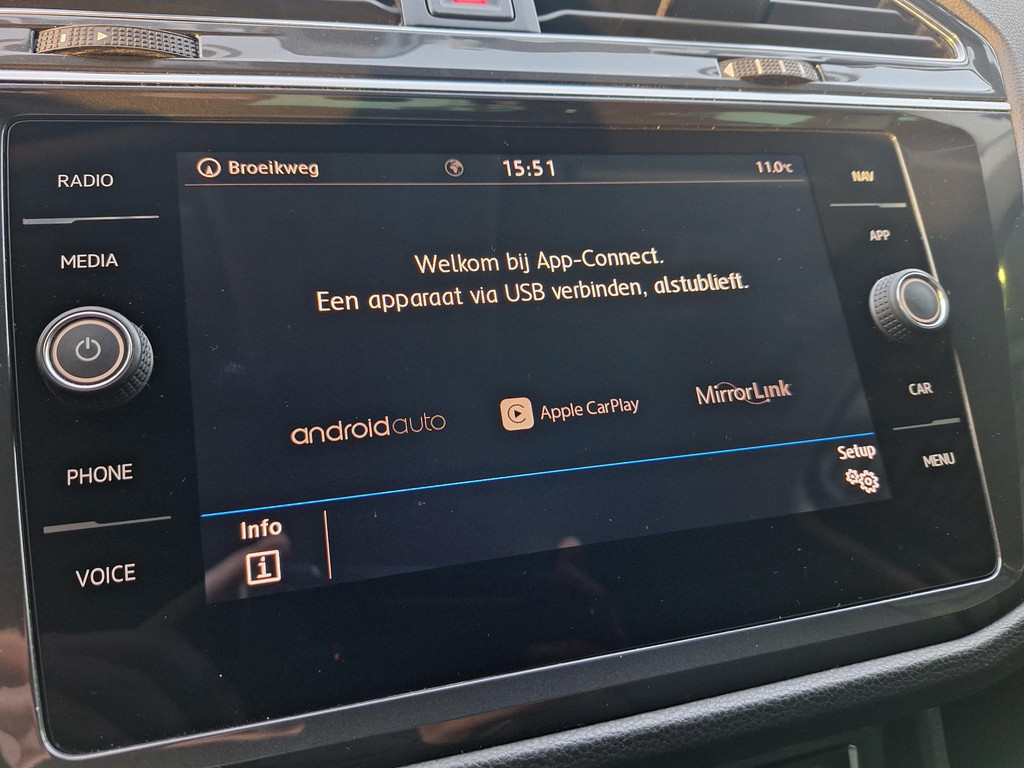 RADIO
MEDIA
PHONE
VOICE
Broeikweg 15:51 11.0°C
Welkom bij App-Connect.
Een apparaat via USB verbinden, alstublieft.
androidauto Apple CarPlay MirrorLink
Setup
Info
i
NAV
APP
CAR
MENU